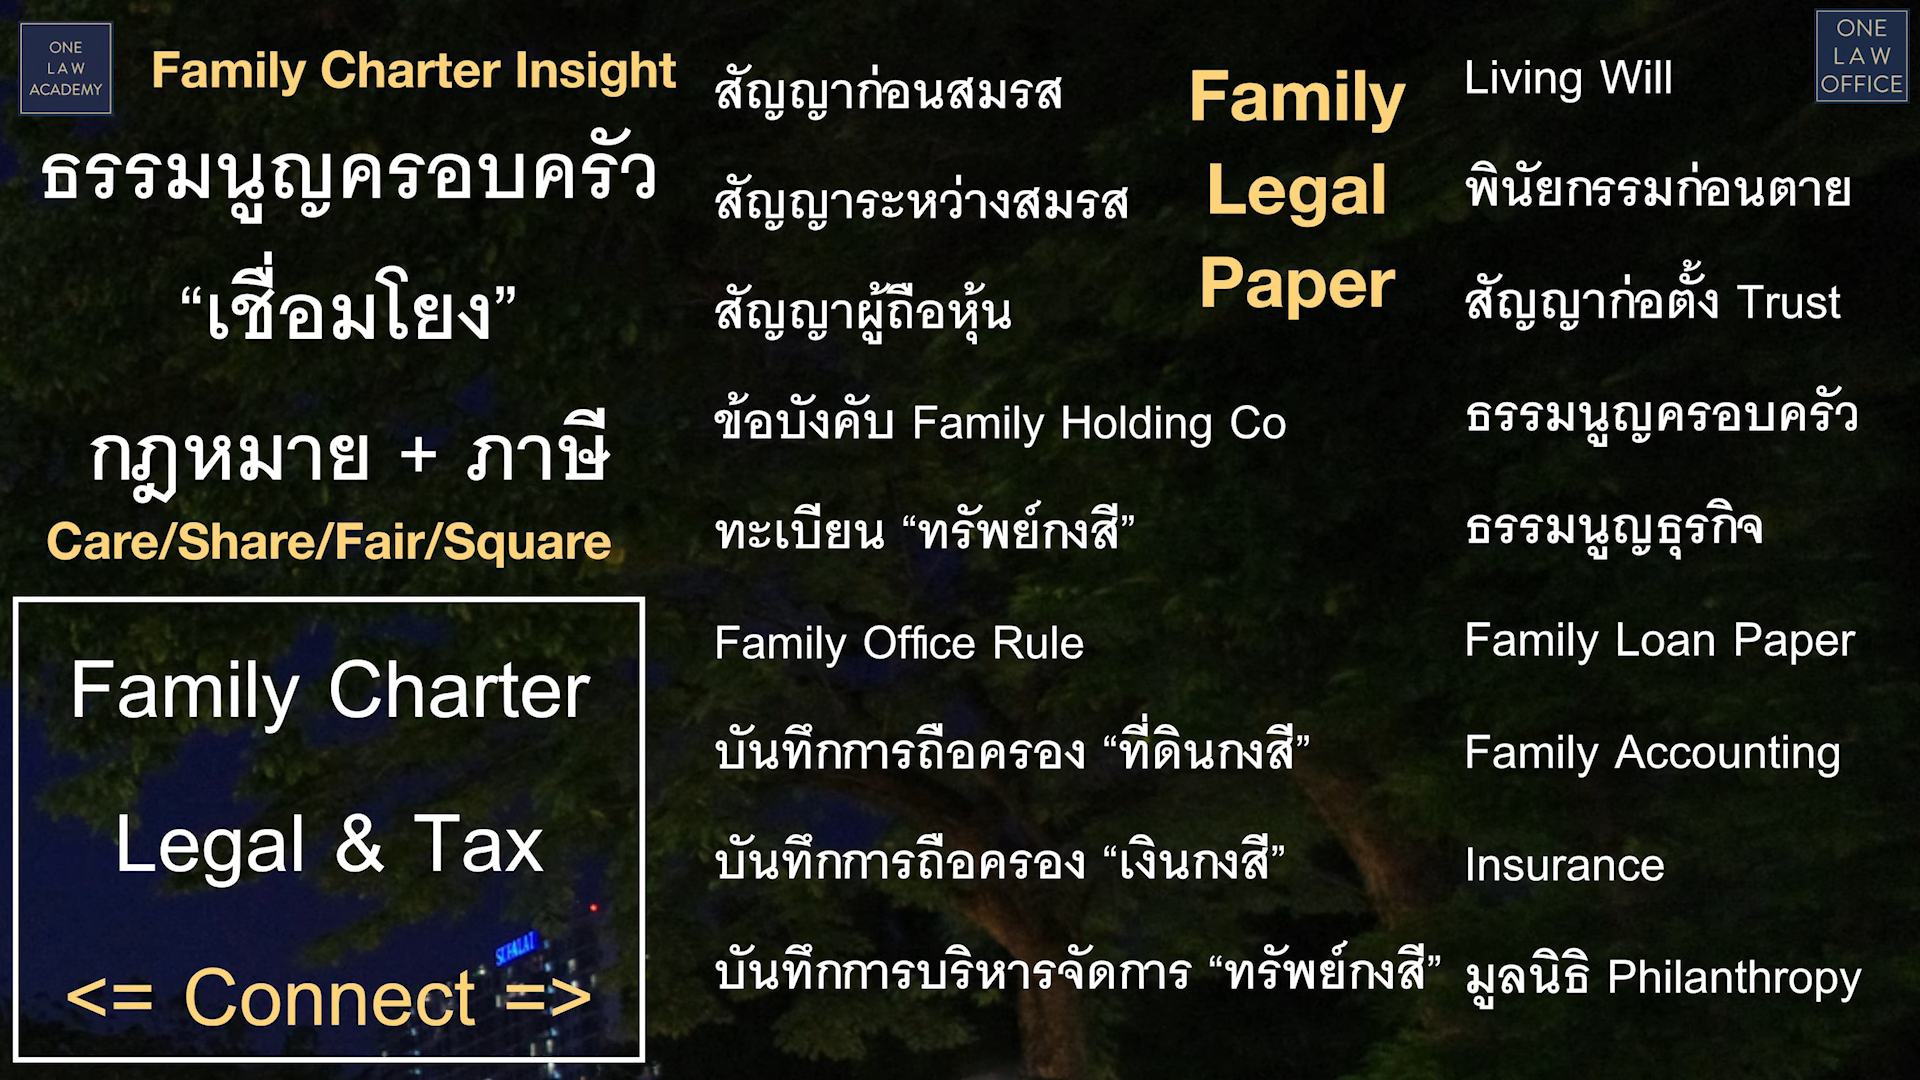 ONE
LAW
ACADEMY
Family Charter Insight
ธรรมนูญครอบครัว
“เชื่อมโยง”
กฎหมาย + ภาษี
Care/Share/Fair/Square
Family Charter
Legal & Tax
<= Connect =>
SUPALAI
สัญญาก่อนสมรส
สัญญาระหว่างสมรส
สัญญาผู้ถือหุ้น
ข้อบังคับ Family Holding Co
ทะเบียน “ทรัพย์กงสี”
Family Office Rule
บันทึกการถือครอง “ที่ดินกงสี”
บันทึกการถือครอง “เงินกงสี”
บันทึกการบริหารจัดการ “ทรัพย์กงสี”
Family
Legal
Paper
Living Will
พินัยกรรมก่อนตาย
สัญญาก่อตั้ง Trust
ธรรมนูญครอบครัว
ธรรมนูญธุรกิจ
Family Loan Paper
Family Accounting
Insurance
มูลนิธิ Philanthropy
ONE
LAW
OFFICE